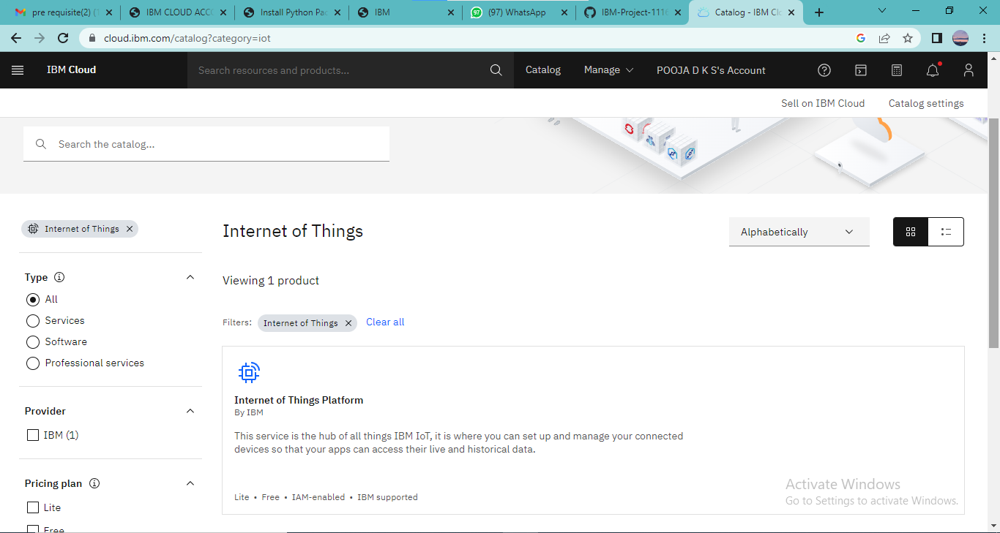 pre requisite(2) (1
IBM CLOUD ACC
Install Python Pac
IBM
97 (97) WhatsApp
IBM-Project-1116
Catalog - IBM Clo
cloud.ibm.com/catalog?category=iot
IBM Cloud
Search resources and products...
Catalog
Manage
POOJA D K S's Account
Sell on IBM Cloud
Catalog settings
Search the catalog...
Internet of Things
Internet of Things
Alphabetically
Type
All
Services
Software
Professional services
Provider
IBM (1)
Pricing plan
Lite
Free
Viewing 1 product
Filters: Internet of Things Clear all
Internet of Things Platform
By IBM
This service is the hub of all things IBM IoT, it is where you can set up and manage your connected
devices so that your apps can access their live and historical data.
Lite • Free • IAM-enabled • IBM supported
Activate Windows
Go to Settings to activate Windows.